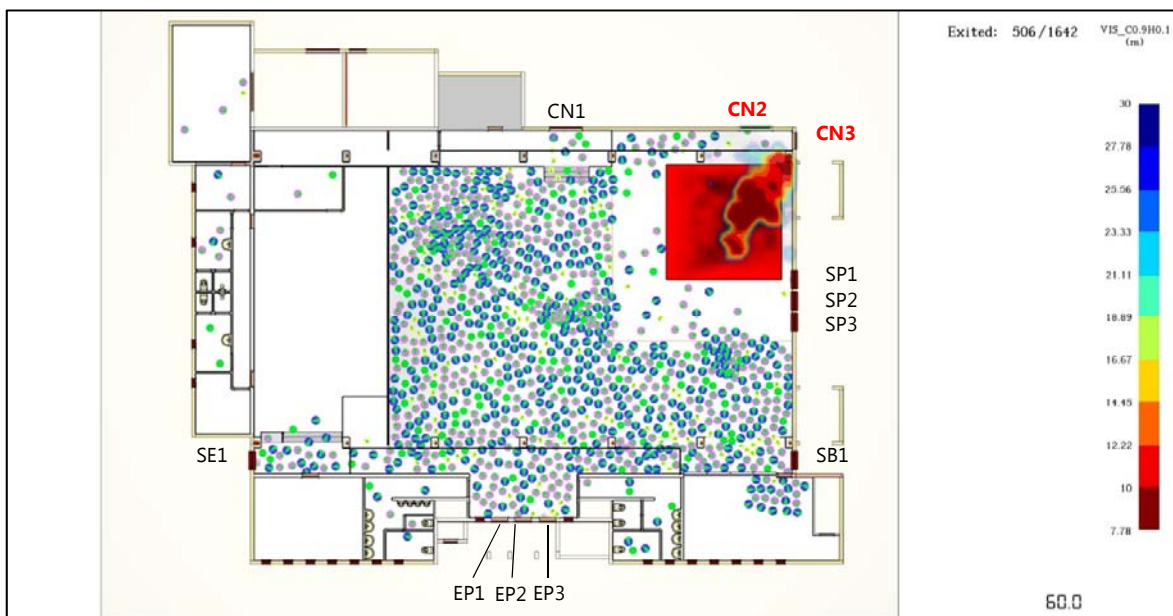 Exited: 506/1642
VIS_C0.9H0.1
(m)
CN1
CN2
CN3
30
27.78
25.56
23.33
21.11
18.89
16.67
14.45
12.22
10
7.78
SP1
SP2
SP3
SE1
SB1
EP1
EP2
EP3
60.0